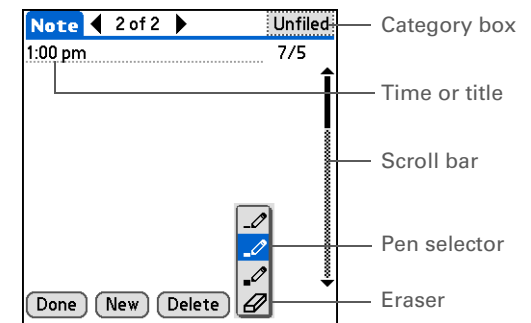 Note 2 of 2 Unfiled
Category box
1:00 pm 7/5
Time or title
Scroll bar
Pen selector
Done New Delete
Eraser